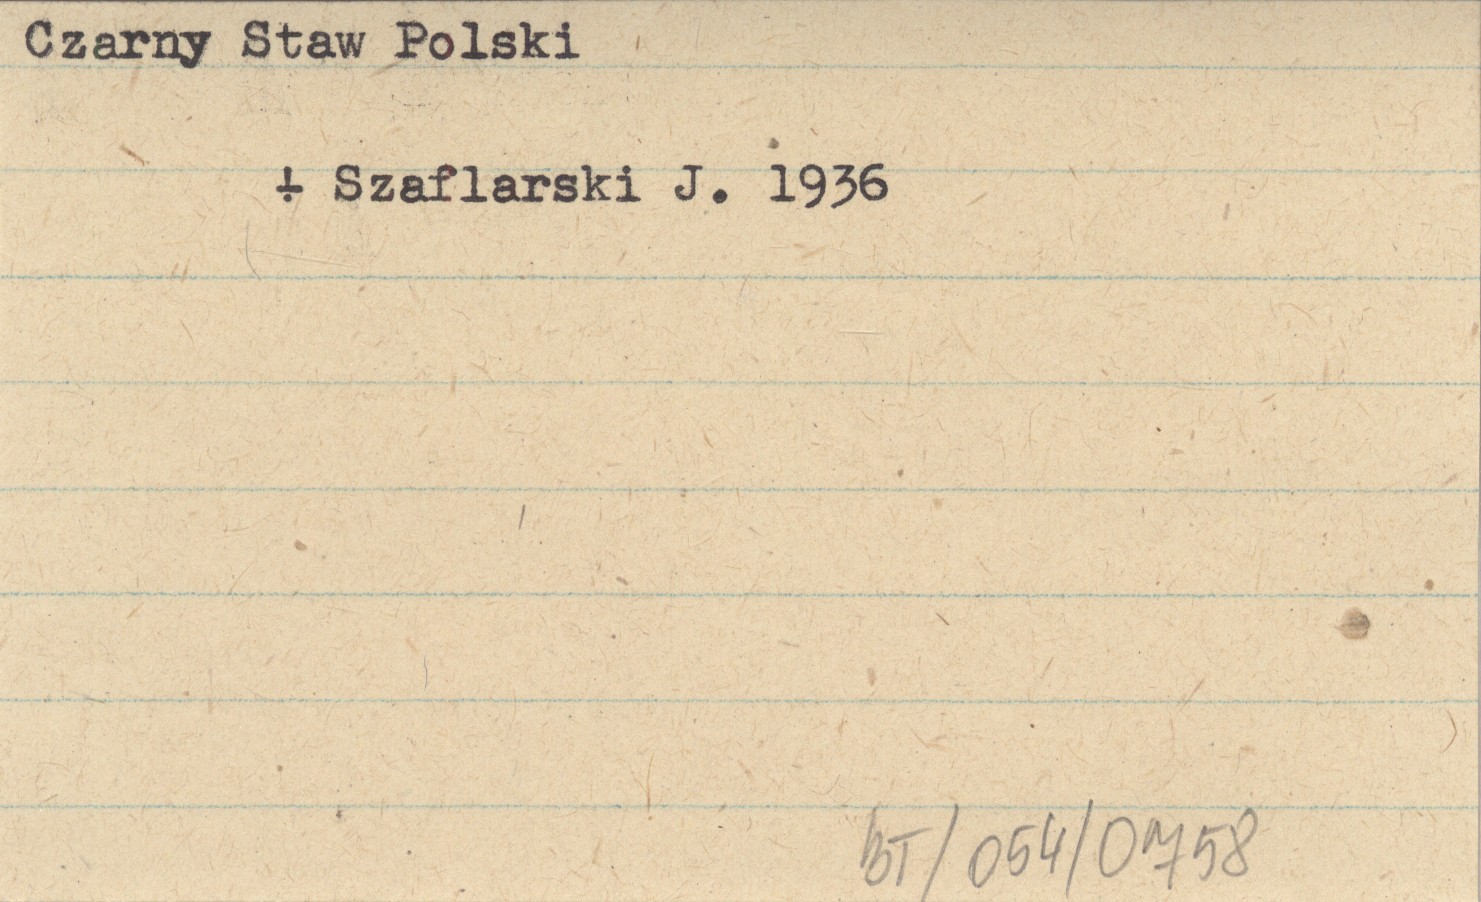 Czarny Staw Polski
⸓ Szaflarski J. 1936
BT/054/0758